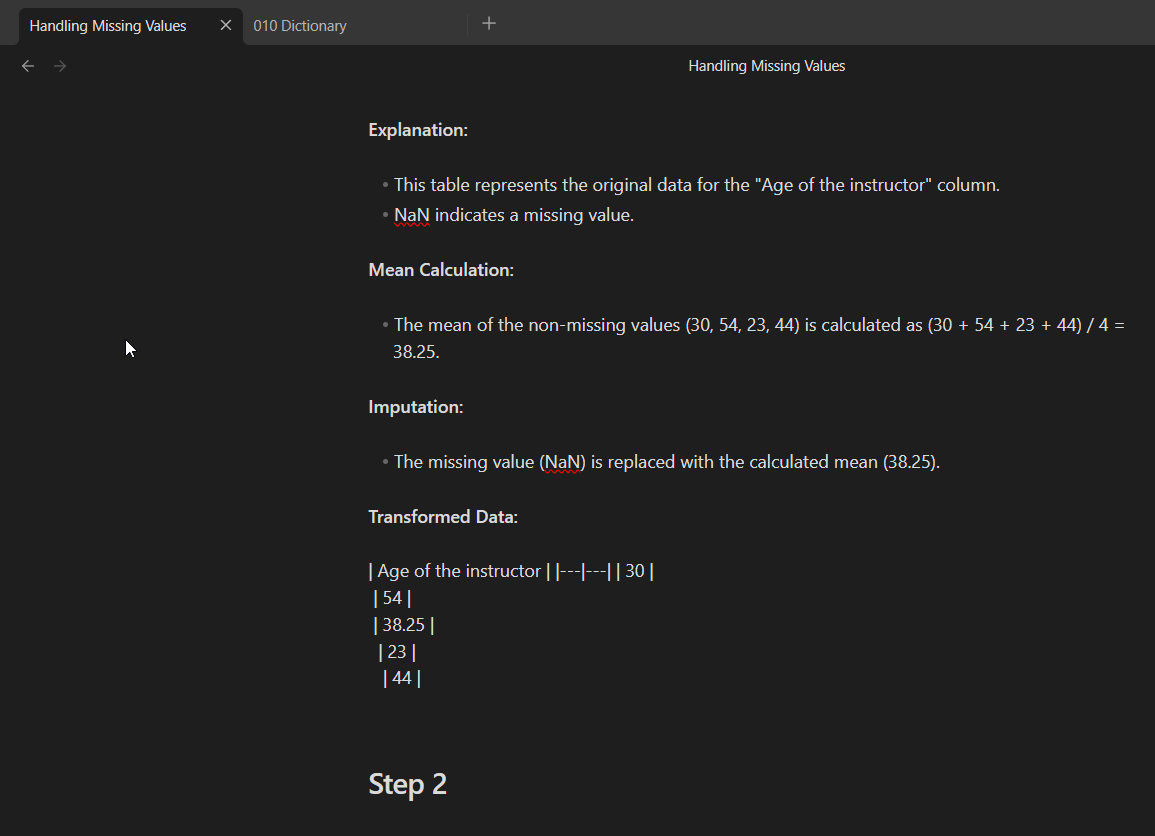 Handling Missing Values
010 Dictionary
Handling Missing Values
Explanation:
• This table represents the original data for the "Age of the instructor" column.
• NaN indicates a missing value.
Mean Calculation:
• The mean of the non-missing values (30, 54, 23, 44) is calculated as (30 + 54 + 23 + 44) / 4 =
38.25.
Imputation:
• The missing value (NaN) is replaced with the calculated mean (38.25).
Transformed Data:
| Age of the instructor | |---|---| | 30 |
| 54 |
| 38.25 |
| 23 |
| 44 |
Step 2